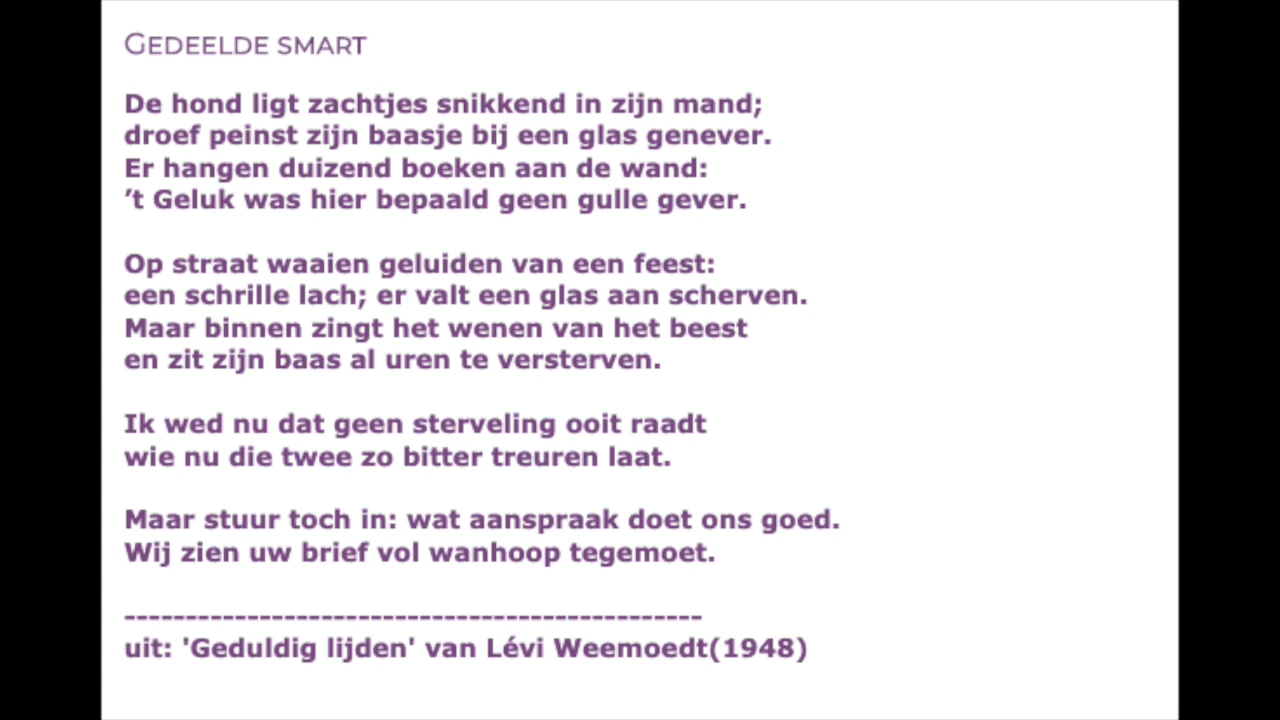 GEDEELDE SMART
De hond ligt zachtjes snikkend in zijn mand;
droef peinst zijn baasje bij een glas genever.
Er hangen duizend boeken aan de wand:
’t Geluk was hier bepaald geen gulle gever.
Op straat waaien geluiden van een feest:
een schrille lach; er valt een glas aan scherven.
Maar binnen zingt het wenen van het beest
en zit zijn baas al uren te versterven.
Ik wed nu dat geen sterveling ooit raadt
wie nu die twee zo bitter treuren laat.
Maar stuur toch in: wat aanspraak doet ons goed.
Wij zien uw brief vol wanhoop tegemoet.
-----------------------------------------------
uit: 'Geduldig lijden' van Lévi Weemoedt(1948)